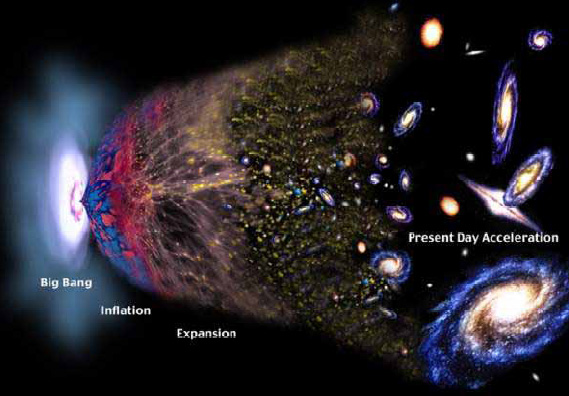 Big Bang
Inflation
Expansion
Present Day Acceleration